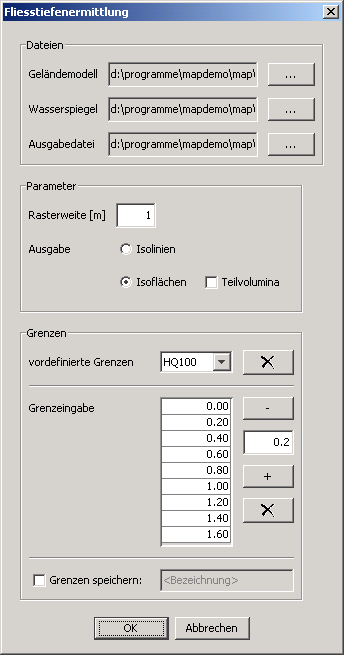 Fliesstiefenermittlung
Dateien
Geländemodell d:\programme\mapdemo\map\ ...
Wasserspiegel d:\programme\mapdemo\map\ ...
Ausgabedatei d:\programme\mapdemo\map\ ...
Parameter
Rasterweite [m] 1
Ausgabe Isolinien
Isoflächen Teilvolumina
Grenzen
vordefinierte Grenzen HQ100
Grenzeingabe 0.00 -
0.20
0.40 0.2
0.60
0.80 +
1.00
1.20
1.40
1.60
Grenzen speichern: <Bezeichnung>
OK Abbrechen